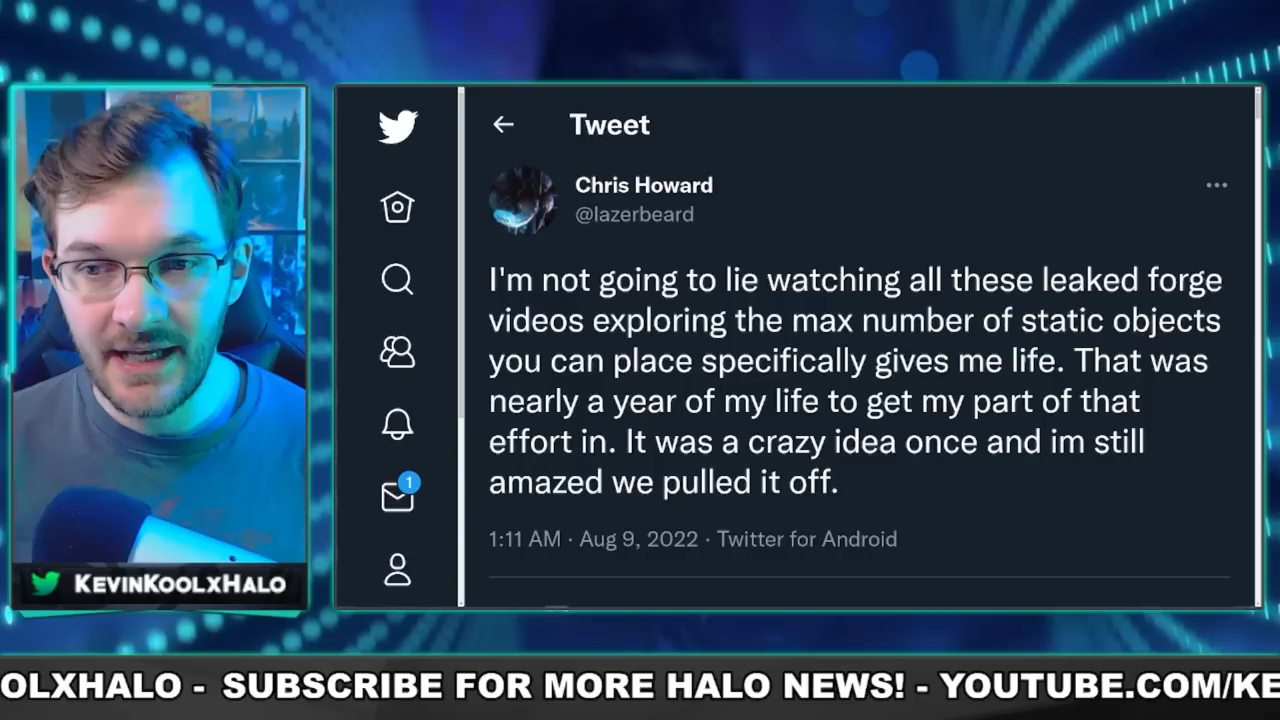 Tweet
Chris Howard
@lazerbeard
I'm not going to lie watching all these leaked forge
videos exploring the max number of static objects
you can place specifically gives me life. That was
nearly a year of my life to get my part of that
effort in. It was a crazy idea once and im still
amazed we pulled it off.
1
1:11 AM · Aug 9, 2022 · Twitter for Android
KEVINKOOLXHALO
OLXHALO - SUBSCRIBE FOR MORE HALO NEWS! - YOUTUBE.COM/KE